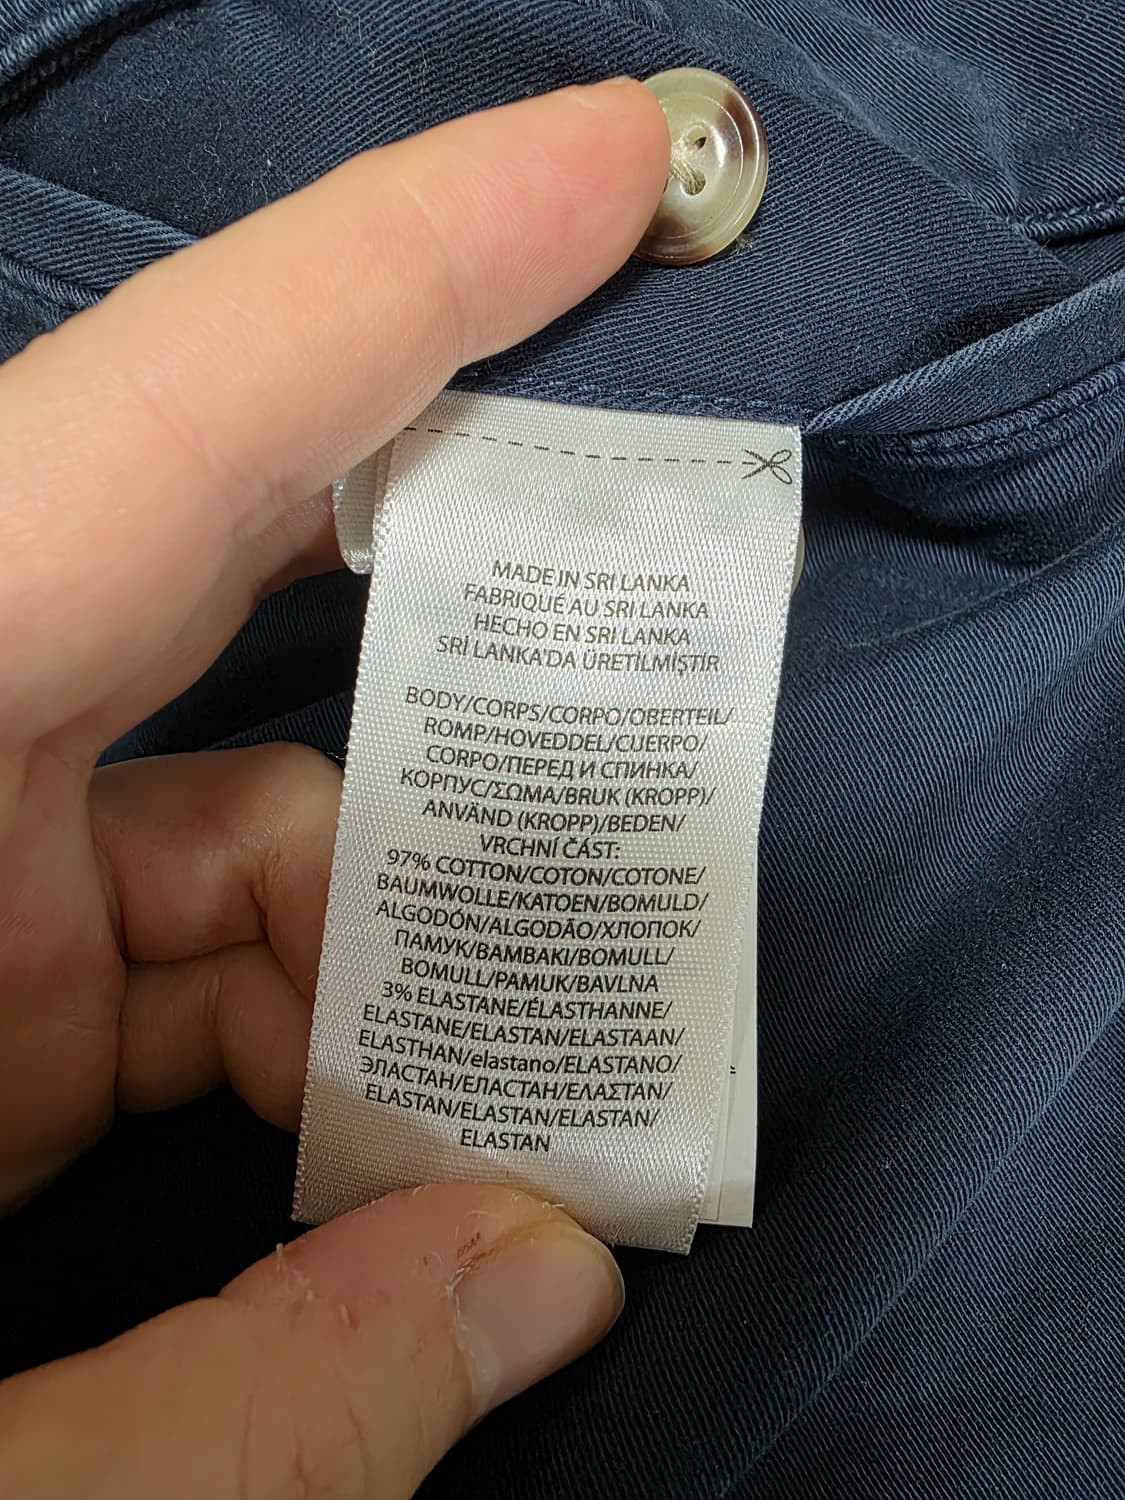 MADE IN SRI LANKA
FABRIQUÉ AU SRI LANKA
HECHO EN SRI LANKA
SRİ LANKA'DA ÜRETİLMİŞTİR
BODY/CORPS/CORPO/OBERTEIL/
ROMP/HOVEDDEL/CUERPO/
CORPO/ПЕРЕД И СПИНКА/
КОРПУС/ΣΩΜΑ/BRUK (KROPP)/
ANVÄND (KROPP)/BEDEN/
VRCHNÍ ČÁST:
97% COTTON/COTON/COTONE/
BAUMWOLLE/KATOEN/BOMULD/
ALGODÓN/ALGODÃO/ХЛОПОК/
ПАМУК/BAMBAKI/BOMULL/
BOMULL/PAMUK/BAVLNA
3% ELASTANE/ÉLASTHANNE/
ELASTANE/ELASTAN/ELASTAAN/
ELASTHAN/elastano/ELASTANO/
ЭЛАСТАН/ЕЛАСТАН/ΕΛΑΣΤΑΝ/
ELASTAN/ELASTAN/ELASTAN/
ELASTAN